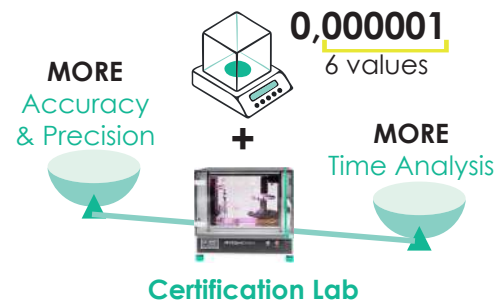 0,000001
6 values
MORE
Accuracy
& Precision
+
MORE
Time Analysis
Certification Lab